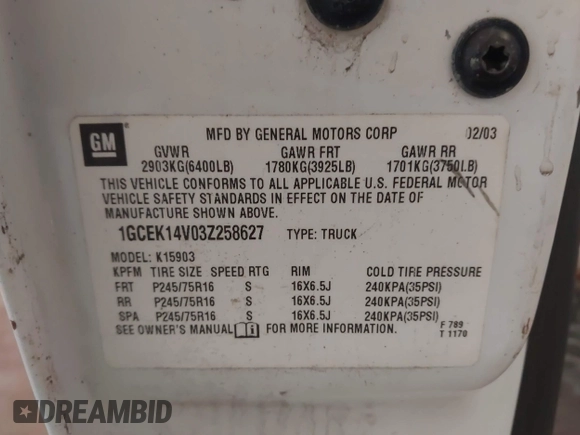 GM
MFD BY GENERAL MOTORS CORP 02/03
GVWR GAWR FRT GAWR RR
2903KG(6400LB) 1780KG(3925LB) 1701KG(3750LB)
THIS VEHICLE CONFORMS TO ALL APPLICABLE U.S. FEDERAL MOTOR
VEHICLE SAFETY STANDARDS IN EFFECT ON THE DATE OF
MANUFACTURE SHOWN ABOVE.
1GCEK14V03Z258627 TYPE: TRUCK
MODEL: K15903
KPFM TIRE SIZE SPEED RTG RIM COLD TIRE PRESSURE
FRT P245/75R16 S 16X6.5J 240KPA(35PSI)
RR P245/75R16 S 16X6.5J 240KPA(35PSI)
SPA P245/75R16 S 16X6.5J 240KPA(35PSI)
SEE OWNER'S MANUAL FOR MORE INFORMATION.
F 789
T 1170
DREAMBID